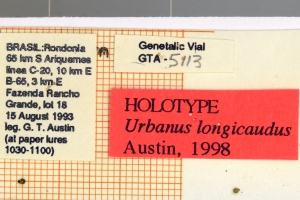 BRASIL:Rondonia
65 km S Ariquemes
linea C-20, 10 km E
B-65, 3 km E
Fazenda Rancho
Grande, lot 18
15 August 1993
leg. G. T. Austin
(at paper lures
1030-1100)
Genetalic Vial
GTA - 5113
HOLOTYPE
Urbanus longicaudus
Austin, 1998